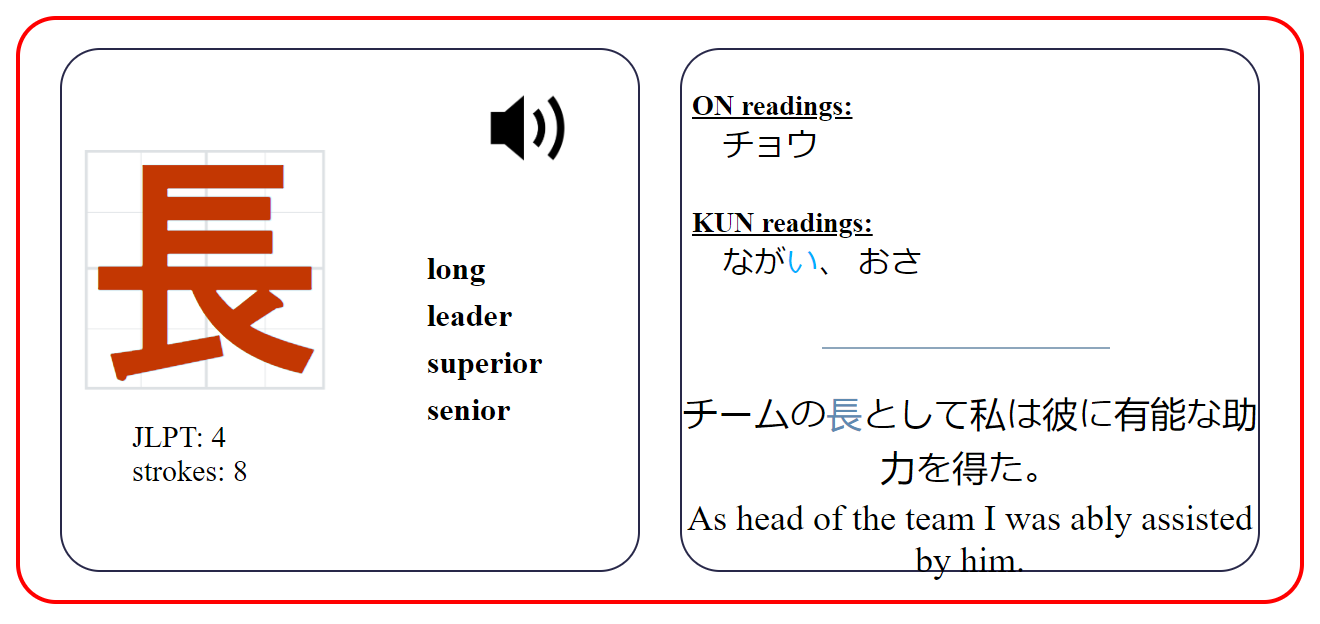 長
long
leader
superior
senior
JLPT: 4
strokes: 8
ON readings:
チョウ
KUN readings:
ながい、 おさ
チームの長として私は彼に有能な助
力を得た。
As head of the team I was ably assisted
by him.